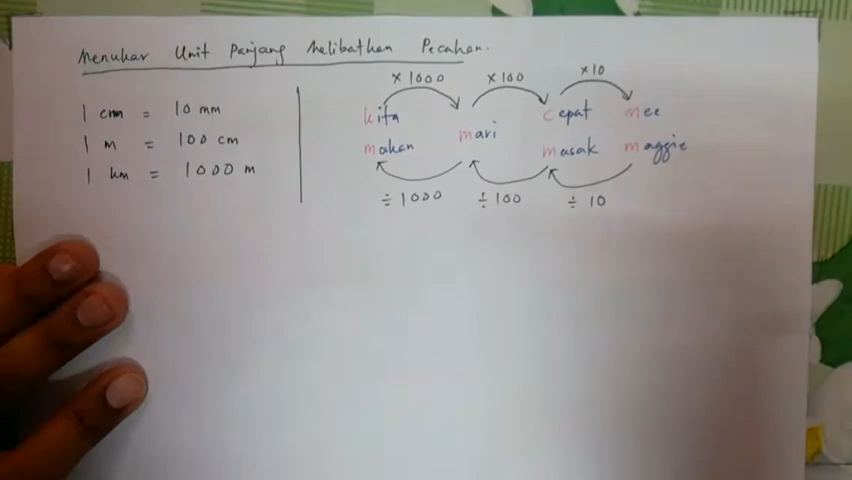 Menukar Unit Panjang Melibatkan Pecahan.
1 cm = 10 mm
1 m = 100 cm
1 km = 1000 m
× 1000 × 100 × 10
kita cepat mee
mari
makan masak maggie
÷ 1000 ÷ 100 ÷ 10